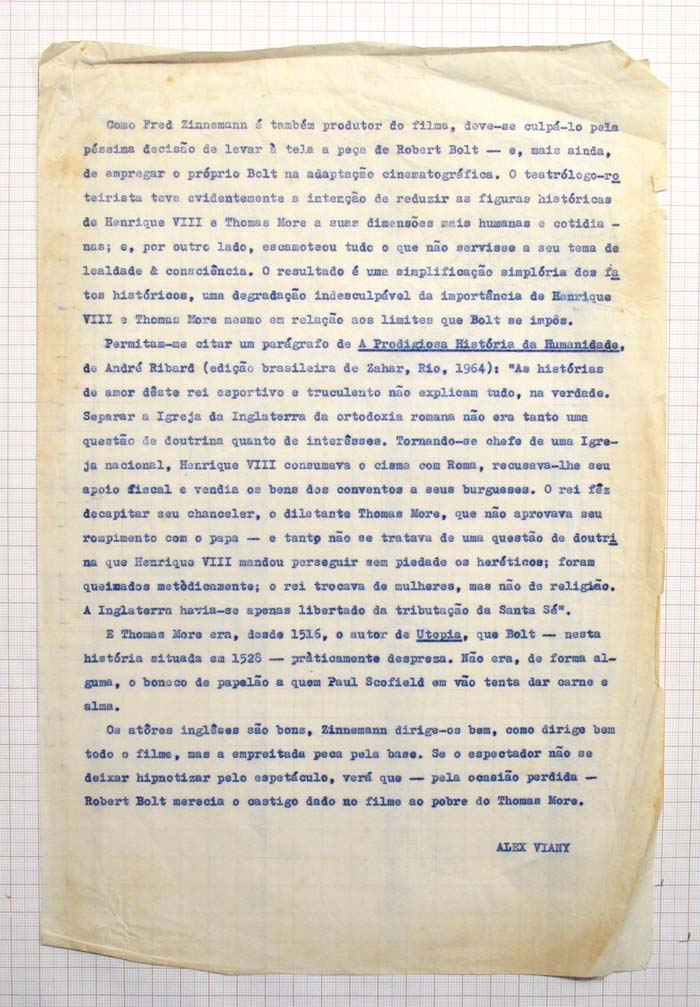 Como Fred Zinnemann é também produtor do filme, deve-se culpá-lo pela
péssima decisão de levar à tela a peça de Robert Bolt — e, mais ainda,
de empregar o próprio Bolt na adaptação cinematográfica. O teatrólogo-ro
teirista teve evidentemente a intenção de reduzir as figuras históricas
de Henrique VIII e Thomas More a suas dimensões mais humanas e cotidia -
nas; e, por outro lado, escamoteou tudo o que não servisse a seu tema de
lealdade & consciência. O resultado é uma simplificação simplória dos fa
tos históricos, uma degradação indesculpável da importância de Henrique
VIII e Thomas More mesmo em relação aos limites que Bolt se impôs.
Permitam-me citar um parágrafo de A Prodigiosa História da Humanidade,
de André Ribard (edição brasileira de Zahar, Rio, 1964): "As histórias
de amor dêste rei esportivo e truculento não explicam tudo, na verdade.
Separar a Igreja da Inglaterra da ortodoxia romana não era tanto uma
questão de doutrina quanto de interêsses. Tornando-se chefe de uma Igre-
ja nacional, Henrique VIII consumava o cisma com Roma, recusava-lhe seu
apoio fiscal e vendia os bens dos conventos a seus burgueses. O rei fêz
decapitar seu chanceler, o diletante Thomas More, que não aprovava seu
rompimento com o papa — e tanto não se tratava de uma questão de doutri
na que Henrique VIII mandou perseguir sem piedade os heréticos; foram
queimados metòdicamente; o rei trocava de mulheres, mas não de religião.
A Inglaterra havia-se apenas libertado da tributação da Santa Sé".
E Thomas More era, desde 1516, o autor de Utopia, que Bolt — nesta
história situada em 1528 — pràticamente despreza. Não era, de forma al-
guma, o boneco de papelão a quem Paul Scofield em vão tenta dar carne e
alma.
Os atôres inglêses são bons, Zinnemann dirige-os bem, como dirige bem
todo o filme, mas a empreitada peca pela base. Se o espectador não se
deixar hipnotizar pelo espetáculo, verá que — pela ocasião perdida —
Robert Bolt merecia o castigo dado no filme ao pobre do Thomas More.
ALEX VIANY